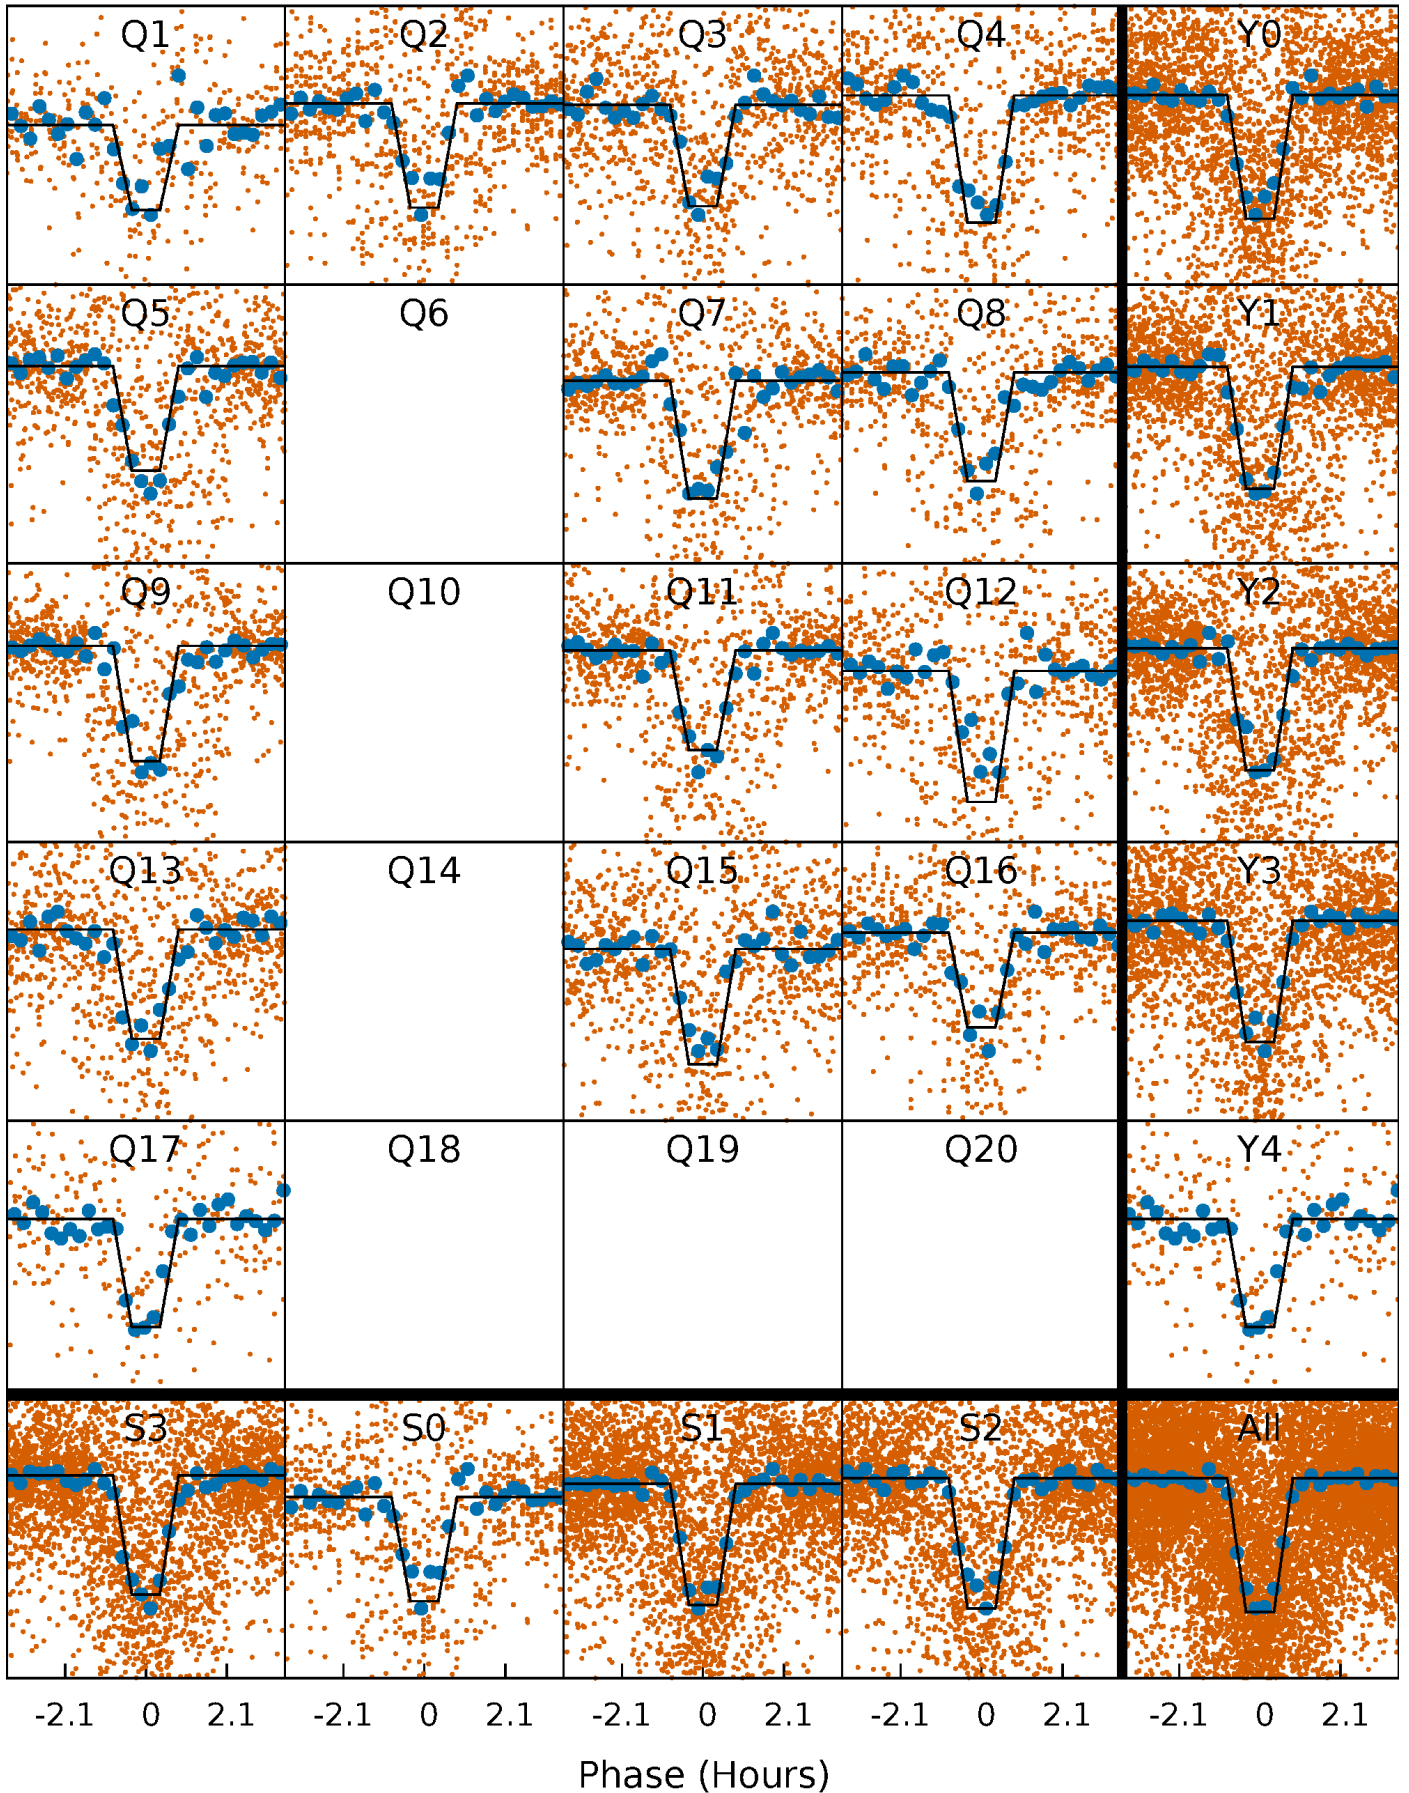 Q1 Q2 Q3 Q4 Y0
Q5 Q6 Q7 Q8 Y1
Q9 Q10 Q11 Q12 Y2
Q13 Q14 Q15 Q16 Y3
Q17 Q18 Q19 Q20 Y4
S3 S0 S1 S2 All
-2.1 0 2.1 -2.1 0 2.1 -2.1 0 2.1 -2.1 0 2.1 -2.1 0 2.1
Phase (Hours)